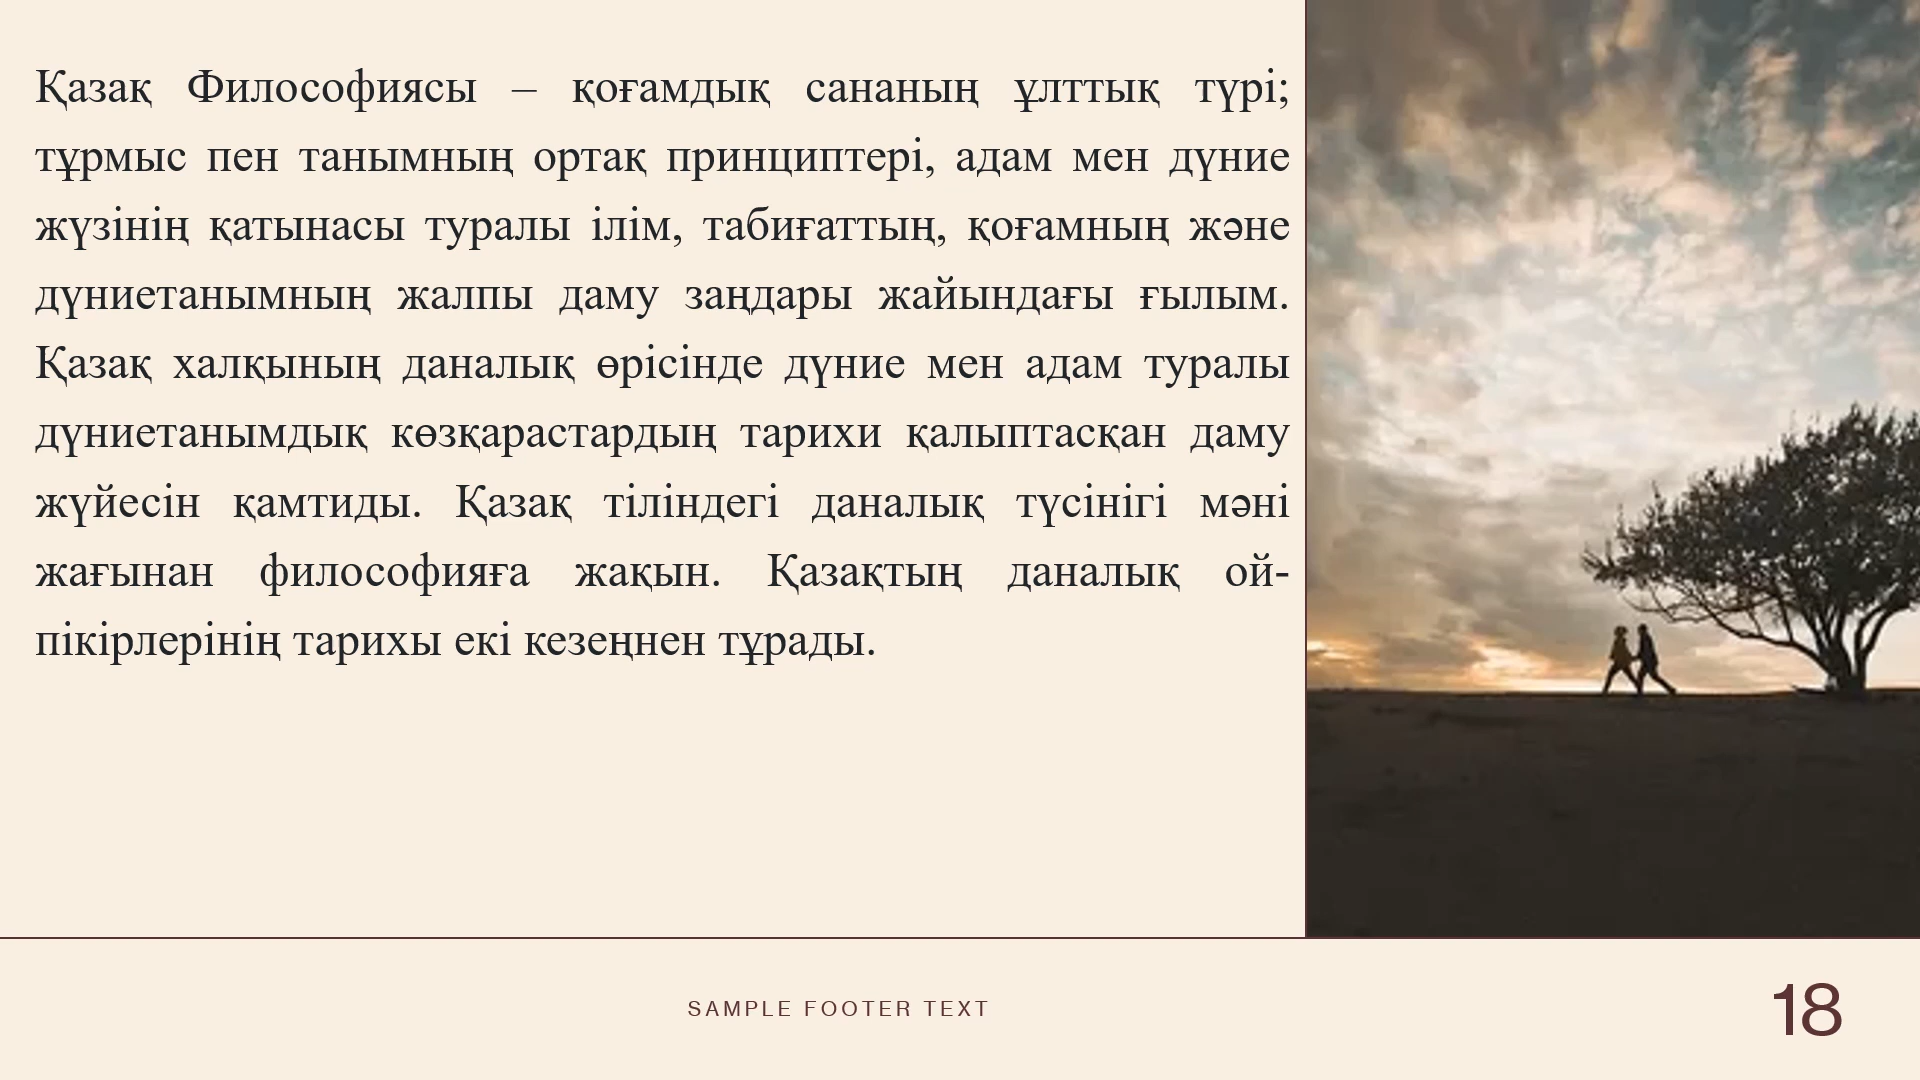 Қазақ Философиясы – қоғамдық сананың ұлттық түрі;
тұрмыс пен танымның ортақ принциптері, адам мен дүние
жүзінің қатынасы туралы ілім, табиғаттың, қоғамның және
дүниетанымның жалпы даму заңдары жайындағы ғылым.
Қазақ халқының даналық өрісінде дүние мен адам туралы
дүниетанымдық көзқарастардың тарихи қалыптасқан даму
жүйесін қамтиды. Қазақ тіліндегі даналық түсінігі мәні
жағынан философияға жақын. Қазақтың даналық ой-
пікірлерінің тарихы екі кезеңнен тұрады.
SAMPLE FOOTER TEXT
18